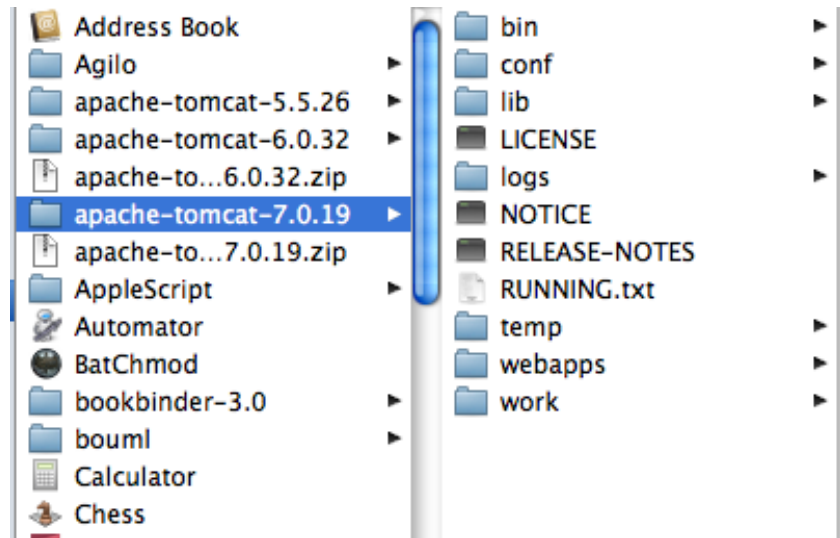 Address Book
Agilo
apache-tomcat-5.5.26
apache-tomcat-6.0.32
apache-to...6.0.32.zip
apache-tomcat-7.0.19
apache-to...7.0.19.zip
AppleScript
Automator
BatChmod
bookbinder-3.0
bouml
Calculator
Chess
bin
conf
lib
LICENSE
logs
NOTICE
RELEASE-NOTES
RUNNING.txt
temp
webapps
work